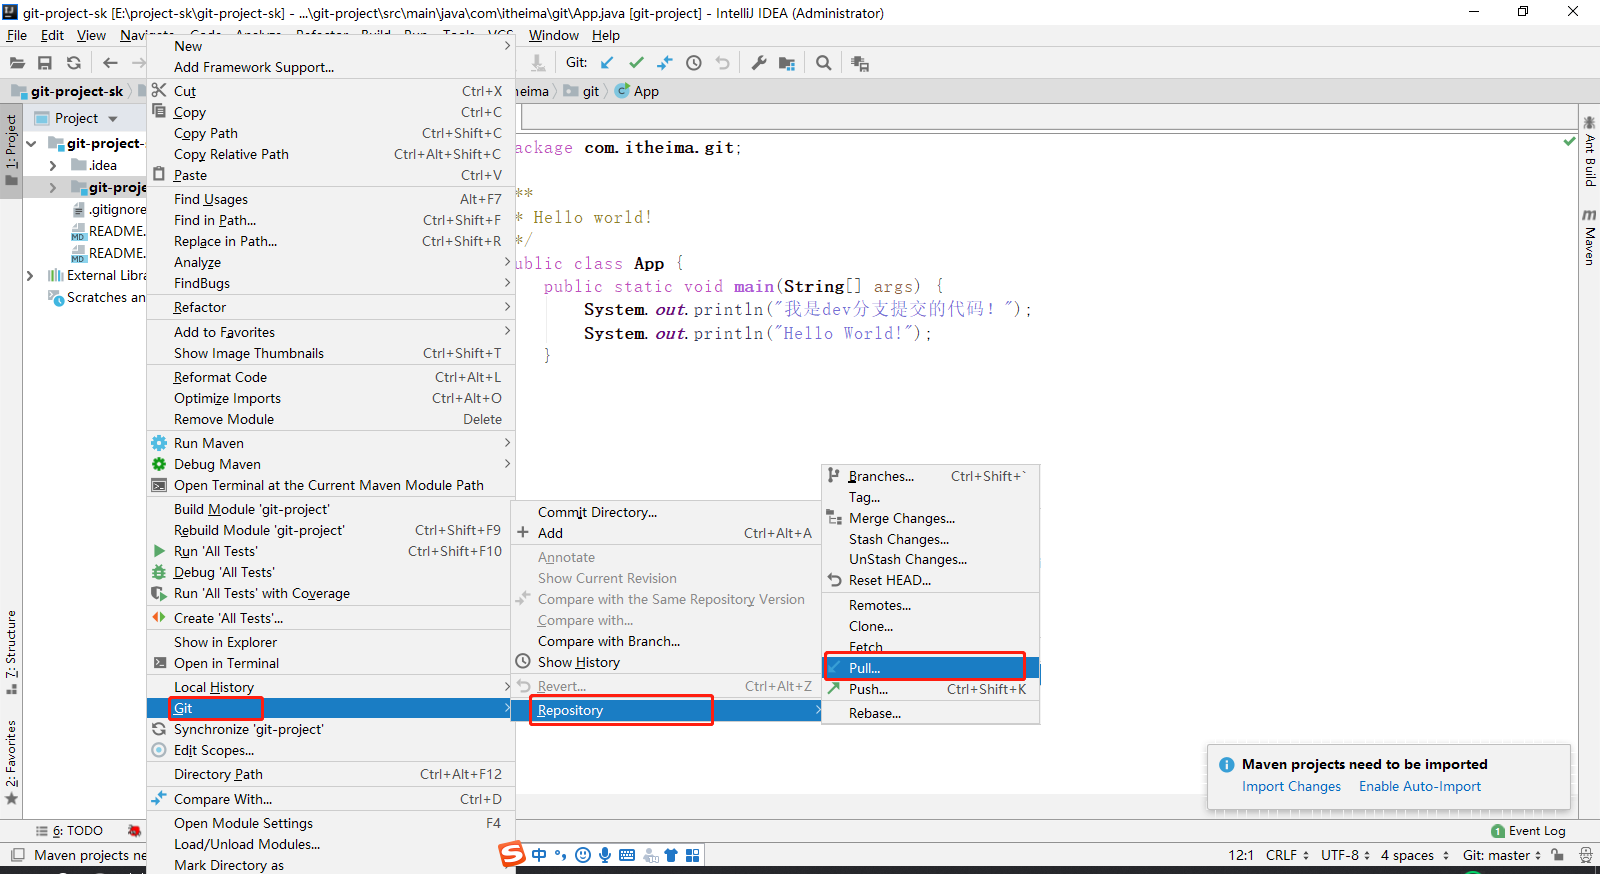 git-project-sk [E:\project-sk\git-project-sk] - ...\git-project\src\main\java\com\itheima\git\App.java [git-project] - IntelliJ IDEA (Administrator)
File Edit View Window Help
Git:
git-project-sk git App
1: Project
Project
git-project-
.idea
.gitignore
README.
README.
External
Scratches
New
Add Framework Support...
Cut Ctrl+X
Copy Ctrl+C
Copy Path Ctrl+Shift+C
Copy Relative Path Ctrl+Alt+Shift+C
Paste Ctrl+V
Find Usages Alt+F7
Find in Path... Ctrl+Shift+F
Replace in Path... Ctrl+Shift+R
Analyze
FindBugs
Refactor
Add to Favorites
Show Image Thumbnails Ctrl+Shift+T
Reformat Code Ctrl+Alt+L
Optimize Imports Ctrl+Alt+O
Remove Module Delete
Run Maven
Debug Maven
Open Terminal at the Current Maven Module Path
Build Module 'git-project'
Rebuild Module 'git-project' Ctrl+Shift+F9
Run 'All Tests' Ctrl+Shift+F10
Debug 'All Tests'
Run 'All Tests' with Coverage
Create 'All Tests'...
Show in Explorer
Open in Terminal
Local History
Git
Synchronize 'git-project'
Edit Scopes...
Directory Path Ctrl+Alt+F12
Compare With... Ctrl+D
Open Module Settings F4
Load/Unload Modules...
Mark Directory as
ackage com.itheima.git;
**
* Hello world!
*/
ublic class App {
public static void main(String[] args) {
System.out.println("我是dev分支提交的代码！");
System.out.println("Hello World!");
}
Commit Directory...
Add Ctrl+Alt+A
Annotate
Show Current Revision
Compare with the Same Repository Version
Compare with...
Compare with Branch...
Show History
Revert... Ctrl+Alt+Z
Repository
Branches... Ctrl+Shift+`
Tag...
Merge Changes...
Stash Changes...
UnStash Changes...
Reset HEAD...
Remotes...
Clone...
Fetch
Pull...
Push... Ctrl+Shift+K
Rebase...
Ant Build
Maven
7: Structure
2: Favorites
Maven projects need to be imported
Import Changes Enable Auto-Import
6: TODO
1 Event Log
Maven projects
中
12:1 CRLF UTF-8 4 spaces Git: master